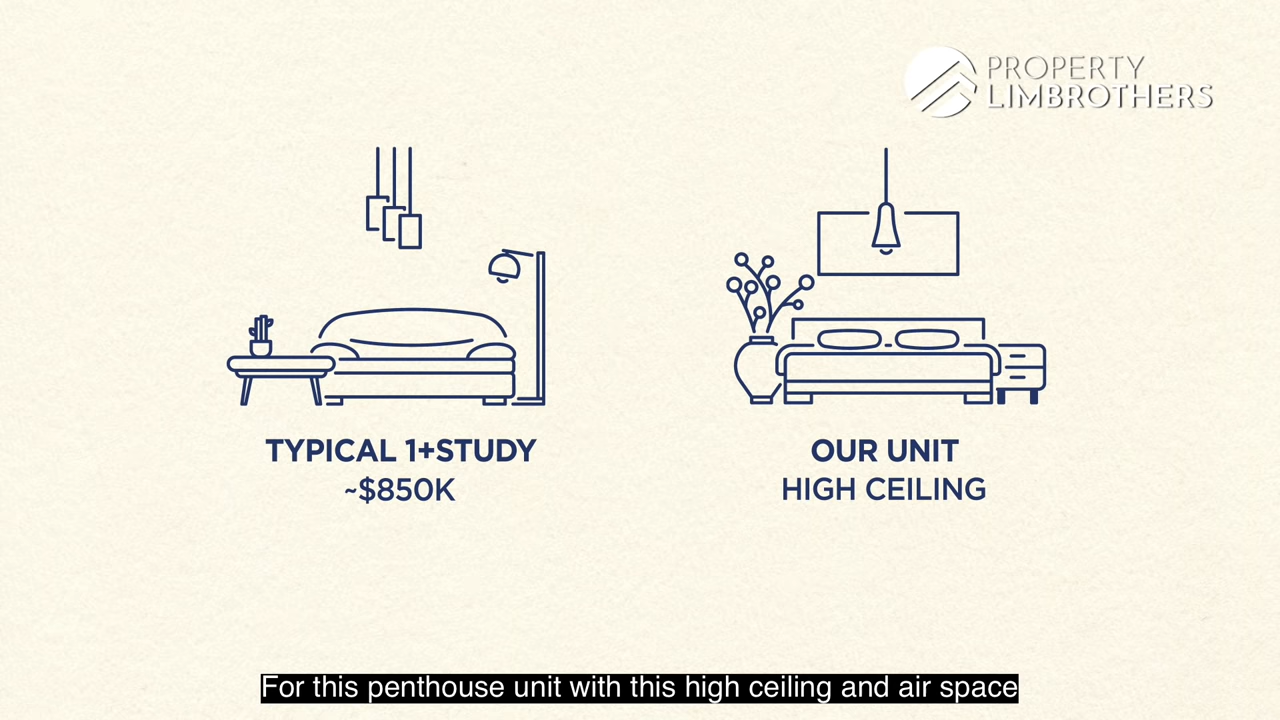 PROPERTY
LIMBROTHERS
TYPICAL 1+STUDY
~$850K
OUR UNIT
HIGH CEILING
For this penthouse unit with this high ceiling and air space